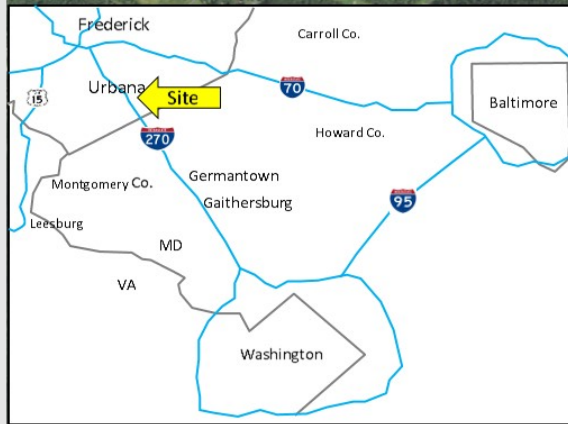 Frederick
Carroll Co.
15
Urbana
Site
70
Baltimore
270
Howard Co.
Montgomery Co.
Germantown
Gaithersburg
95
Leesburg
MD
VA
Washington